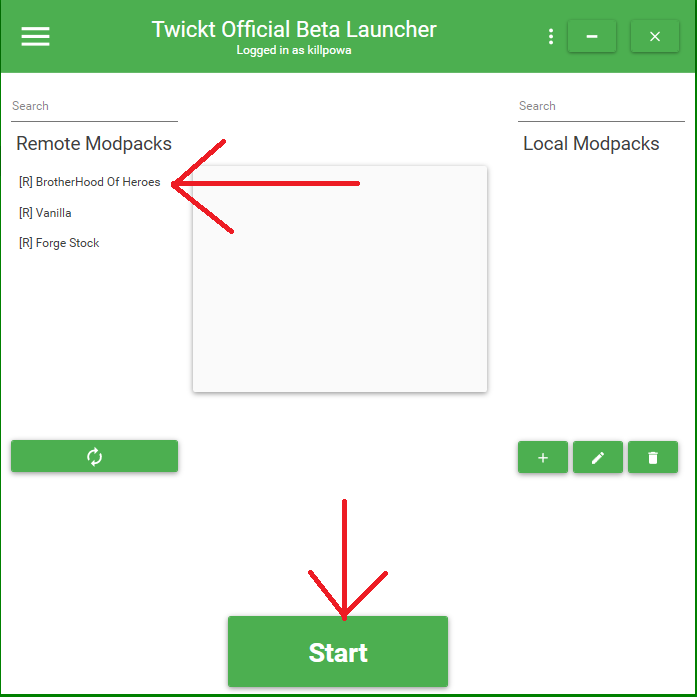 Twickt Official Beta Launcher
Logged in as killpowa
Search
Remote Modpacks
[R] BrotherHood Of Heroes
[R] Vanilla
[R] Forge Stock
Search
Local Modpacks
Start